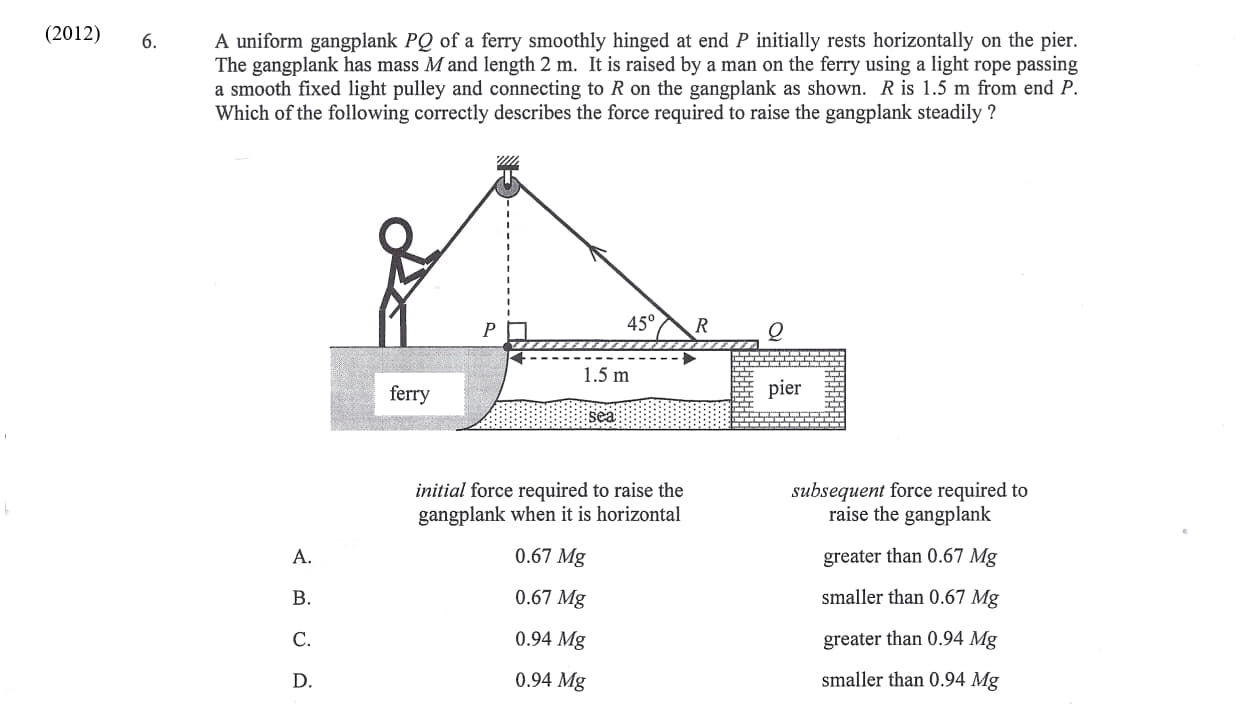 (2012)
6.
A uniform gangplank PQ of a ferry smoothly hinged at end P initially rests horizontally on the pier.
The gangplank has mass M and length 2 m. It is raised by a man on the ferry using a light rope passing
a smooth fixed light pulley and connecting to R on the gangplank as shown. R is 1.5 m from end P.
Which of the following correctly describes the force required to raise the gangplank steadily ?
P
45°
R
Q
1.5 m
ferry
pier
sea
initial force required to raise the
gangplank when it is horizontal
subsequent force required to
raise the gangplank
A. 0.67 Mg greater than 0.67 Mg
B. 0.67 Mg smaller than 0.67 Mg
C. 0.94 Mg greater than 0.94 Mg
D. 0.94 Mg smaller than 0.94 Mg